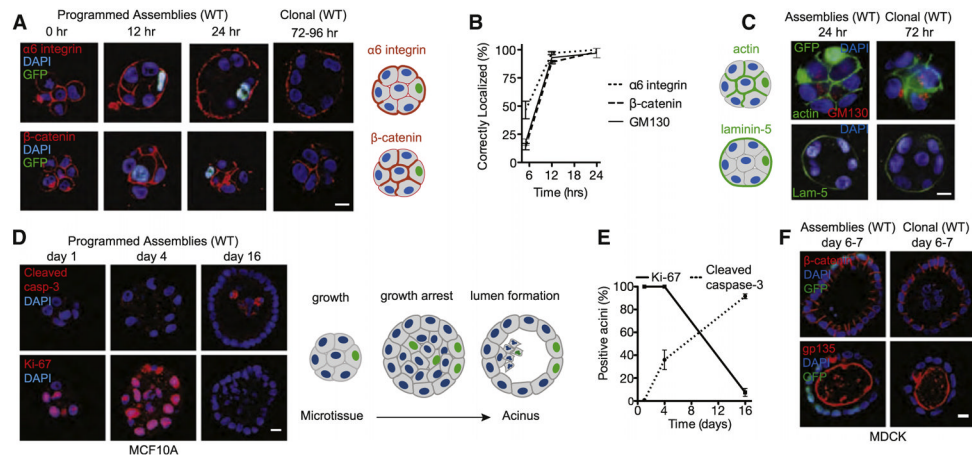 A
Programmed Assemblies (WT)
Clonal (WT)
0 hr
12 hr
24 hr
72-96 hr
α6 integrin
DAPI
GFP
α6 integrin
β-catenin
DAPI
GFP
β-catenin
B
Correctly Localized (%)
100
75
50
25
0
6
12
24
Time (hrs)
α6 integrin
β-catenin
GM130
C
Assemblies (WT)
24 hr
Clonal (WT)
72 hr
actin
GFP
DAPI
actin
GM130
laminin-5
DAPI
Lam-5
D
Programmed Assemblies (WT)
day 1
day 4
day 16
Cleaved
casp-3
DAPI
Ki-67
DAPI
MCF10A
growth
growth arrest
lumen formation
Microtissue
Acinus
E
Ki-67
Cleaved
caspase-3
Positive acini (%)
100
80
60
40
20
0
0
4
8
12
16
Time (days)
F
Assemblies (WT)
day 6-7
Clonal (WT)
day 6-7
β-catenin
DAPI
GFP
gp135
DAPI
GFP
MDCK